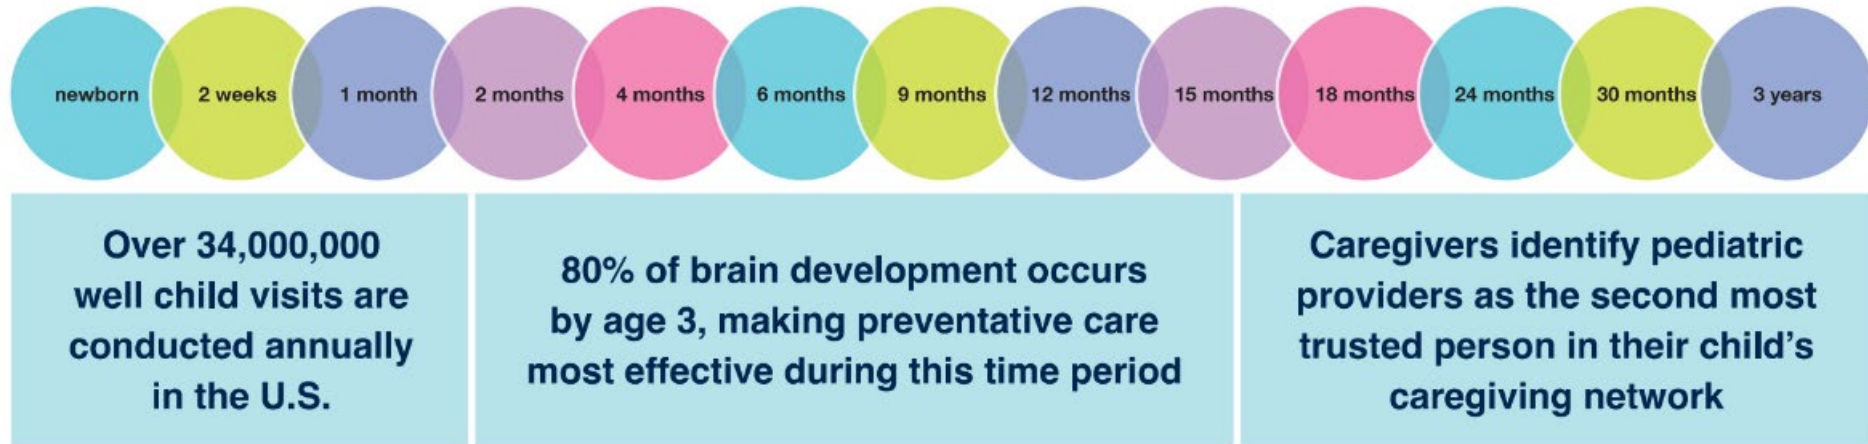 newborn
2 weeks
1 month
2 months
4 months
6 months
9 months
12 months
15 months
18 months
24 months
30 months
3 years
Over 34,000,000
well child visits are
conducted annually
in the U.S.
80% of brain development occurs
by age 3, making preventative care
most effective during this time period
Caregivers identify pediatric
providers as the second most
trusted person in their child’s
caregiving network